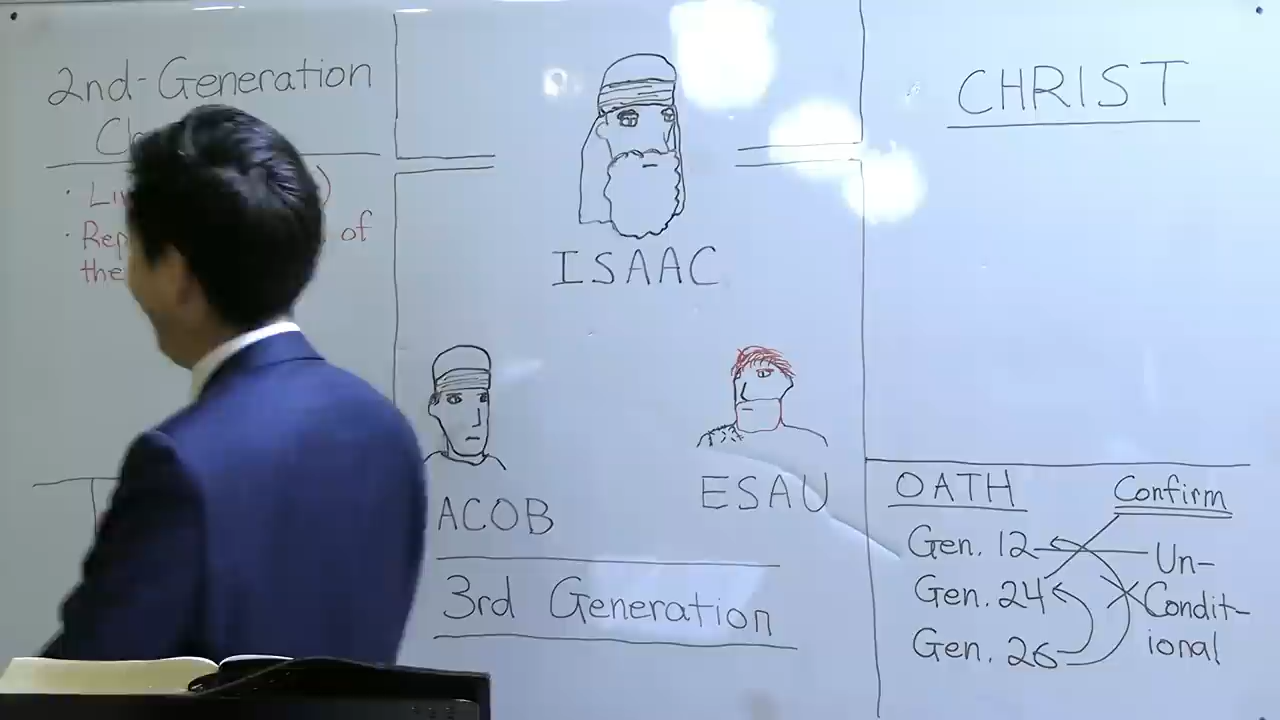 2nd-Generation
of
the
ISAAC
ACOB
ESAU
3rd Generation
CHRIST
OATH Confirm
Gen. 12 Un-
Gen. 24 Condit-
Gen. 26 ional